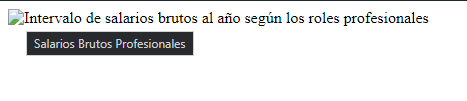 Intervalo de salarios brutos al año según los roles profesionales
Salarios Brutos Profesionales